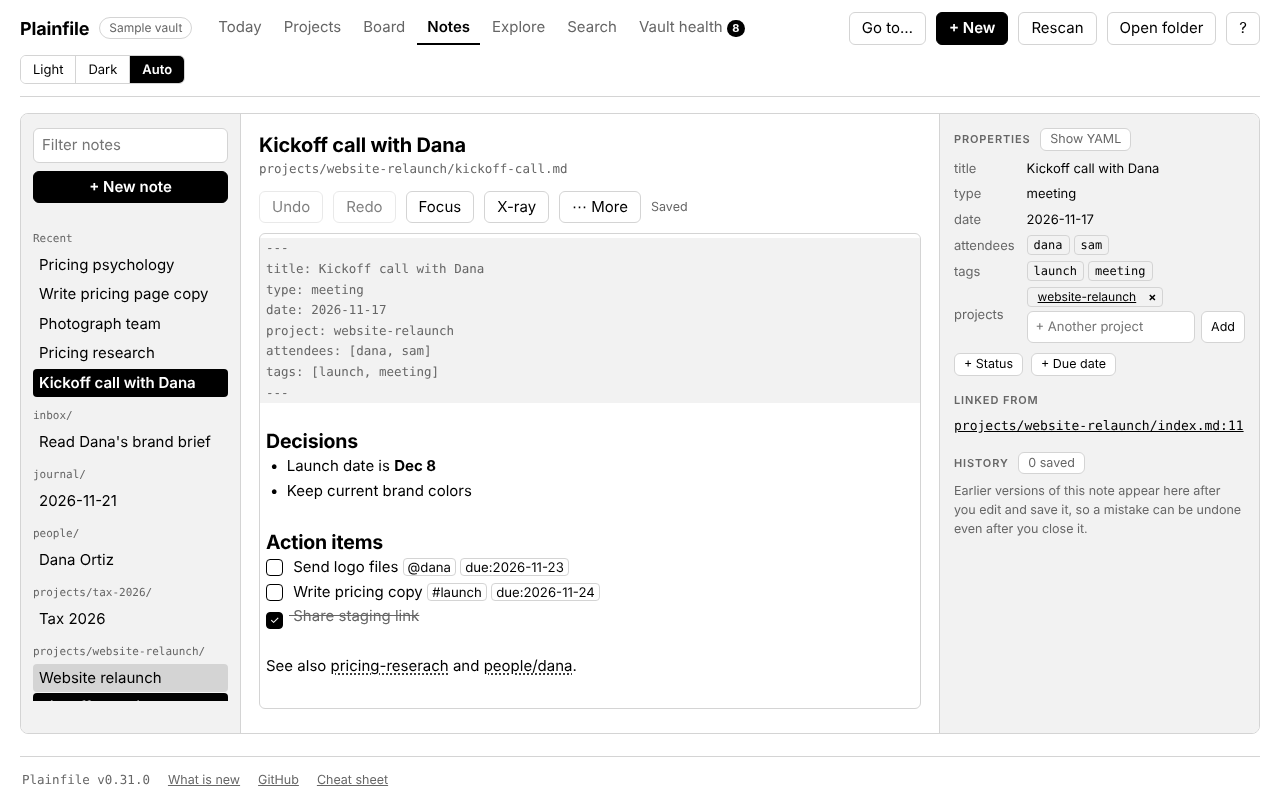 Plainfile Sample vault Today Projects Board Notes Explore Search Vault health 8 Go to... + New Rescan Open folder ?
Light Dark Auto
Filter notes
+ New note
Recent
Pricing psychology
Write pricing page copy
Photograph team
Pricing research
Kickoff call with Dana
inbox/
Read Dana's brand brief
journal/
2026-11-21
people/
Dana Ortiz
projects/tax-2026/
Tax 2026
projects/website-relaunch/
Website relaunch
Kickoff call with Dana
projects/website-relaunch/kickoff-call.md
Undo Redo Focus X-ray ··· More Saved
---
title: Kickoff call with Dana
type: meeting
date: 2026-11-17
project: website-relaunch
attendees: [dana, sam]
tags: [launch, meeting]
---
Decisions
• Launch date is Dec 8
• Keep current brand colors
Action items
Send logo files @dana due:2026-11-23
Write pricing copy #launch due:2026-11-24
Share staging link
See also pricing-reserach and people/dana.
PROPERTIES Show YAML
title Kickoff call with Dana
type meeting
date 2026-11-17
attendees dana sam
tags launch meeting
projects website-relaunch ×
+ Another project Add
+ Status + Due date
LINKED FROM
projects/website-relaunch/index.md:11
HISTORY 0 saved
Earlier versions of this note appear here after
you edit and save it, so a mistake can be undone
even after you close it.
Plainfile v0.31.0 What is new GitHub Cheat sheet